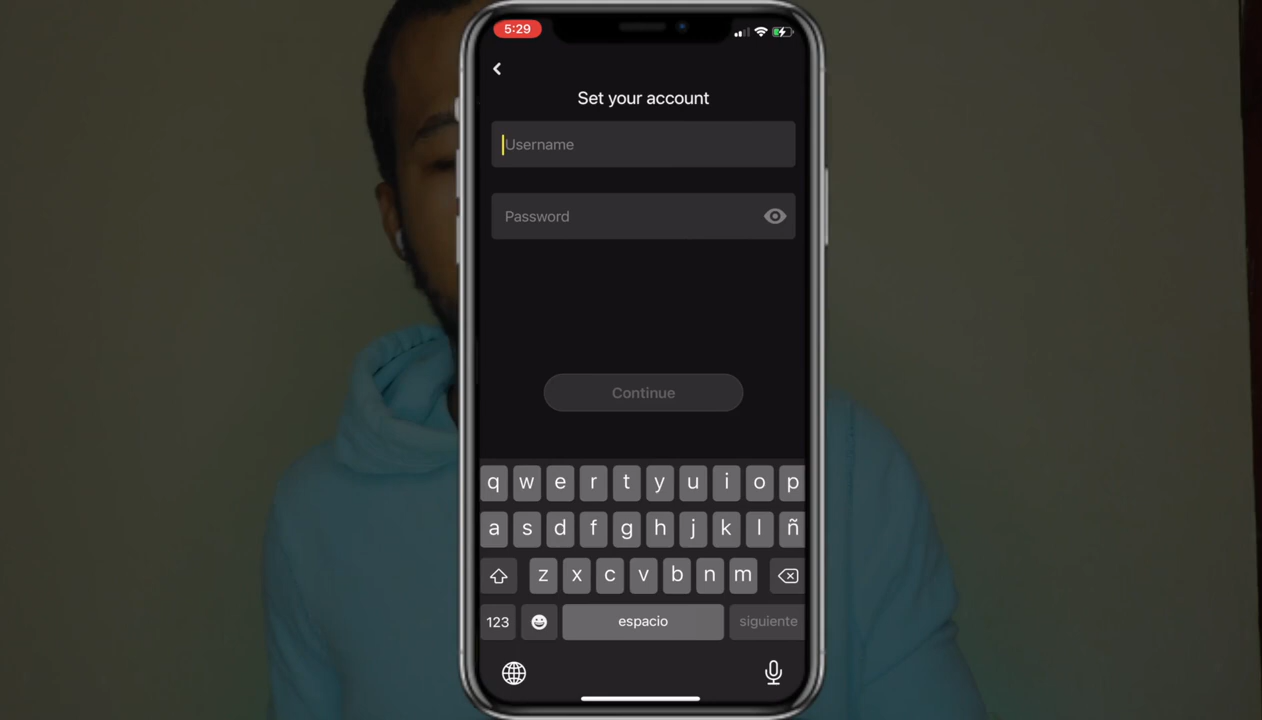 5:29
Set your account
Username
Password
Continue
q w e r t y u i o p
a s d f g h j k l ñ
z x c v b n m
123 espacio siguiente